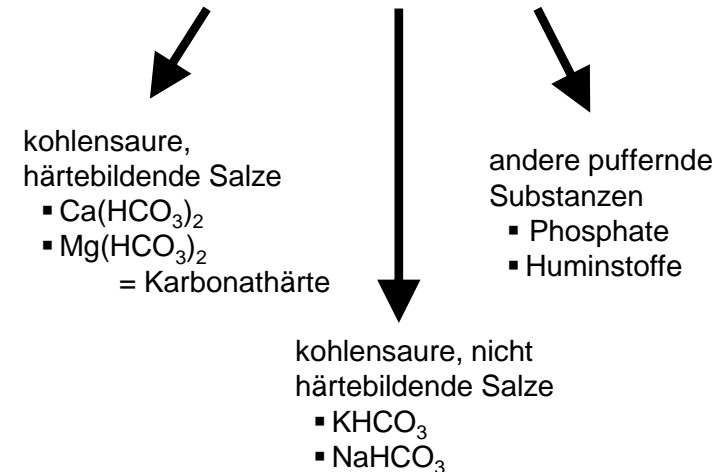 kohlensaure,
härtebildende Salze
▪ Ca(HCO₃)₂
▪ Mg(HCO₃)₂
= Karbonathärte
andere puffernde
Substanzen
▪ Phosphate
▪ Huminstoffe
kohlensaure, nicht
härtebildende Salze
▪ KHCO₃
▪ NaHCO₃